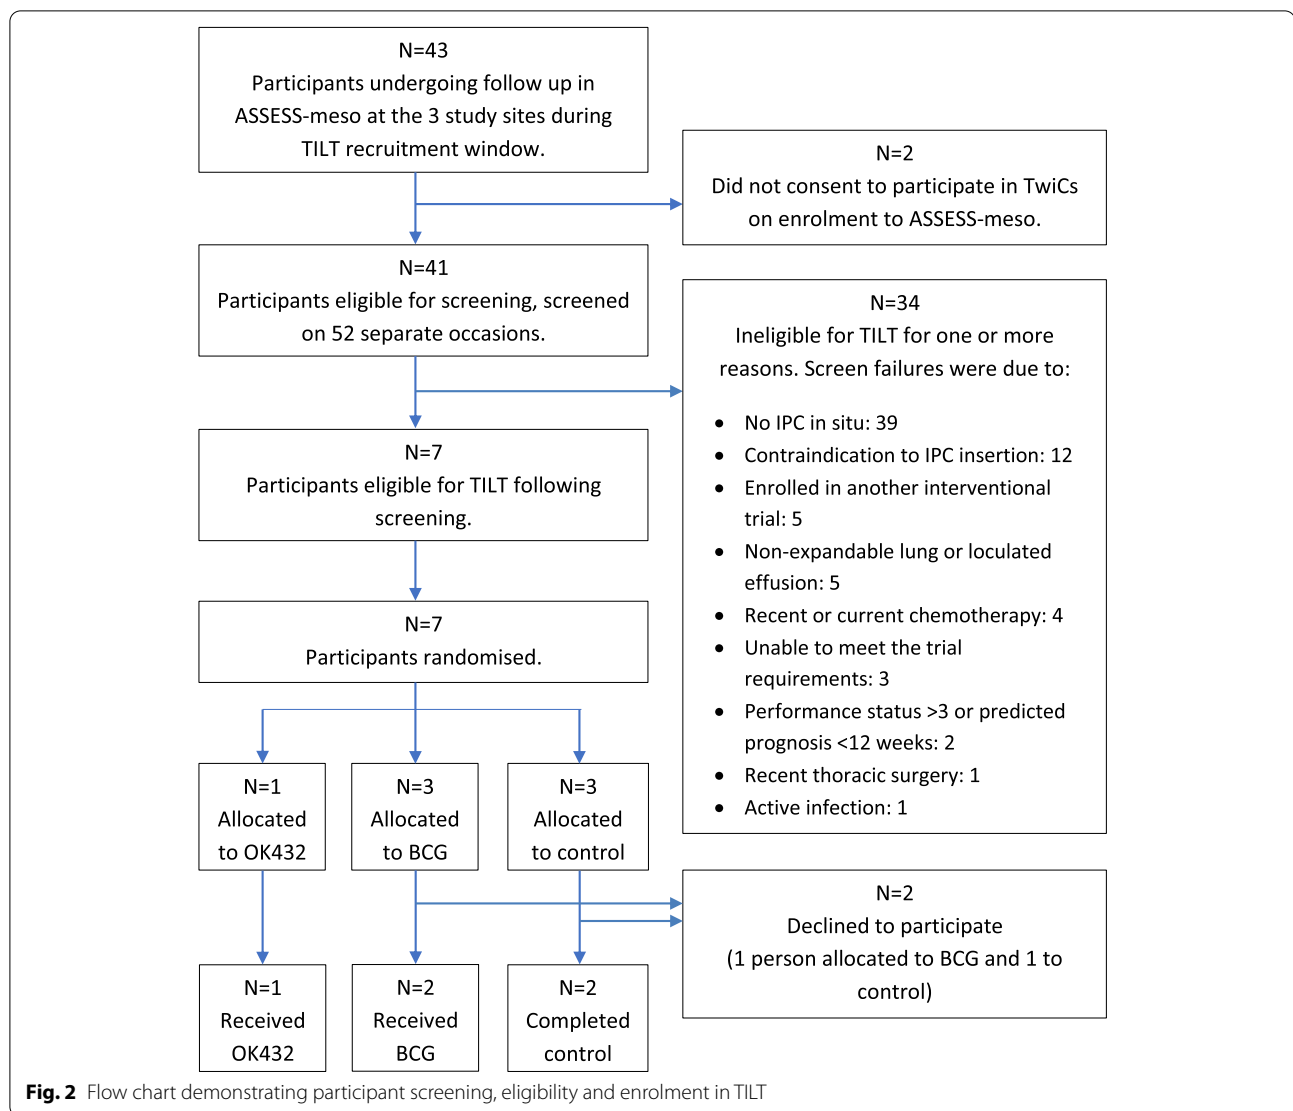 N=43
Participants undergoing follow up in
ASSESS-meso at the 3 study sites during
TILT recruitment window.
N=2
Did not consent to participate in TwiCs
on enrolment to ASSESS-meso.
N=41
Participants eligible for screening, screened
on 52 separate occasions.
N=34
Ineligible for TILT for one or more
reasons. Screen failures were due to:
• No IPC in situ: 39
• Contraindication to IPC insertion: 12
• Enrolled in another interventional
trial: 5
• Non-expandable lung or loculated
effusion: 5
• Recent or current chemotherapy: 4
• Unable to meet the trial
requirements: 3
• Performance status >3 or predicted
prognosis <12 weeks: 2
• Recent thoracic surgery: 1
• Active infection: 1
N=7
Participants eligible for TILT following
screening.
N=7
Participants randomised.
N=1
Allocated
to OK432
N=3
Allocated
to BCG
N=3
Allocated
to control
N=2
Declined to participate
(1 person allocated to BCG and 1 to
control)
N=1
Received
OK432
N=2
Received
BCG
N=2
Completed
control
Fig. 2 Flow chart demonstrating participant screening, eligibility and enrolment in TILT